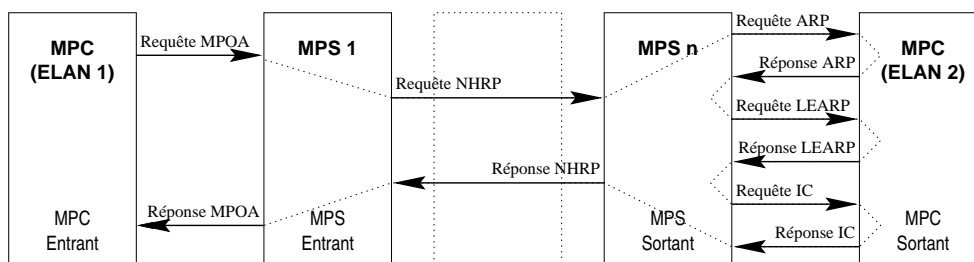 MPC
(ELAN 1)
Requête MPOA
MPS 1
Requête NHRP
MPS n
Requête ARP
MPC
(ELAN 2)
Réponse ARP
Requête LEARP
Réponse LEARP
Réponse NHRP
Requête IC
Réponse MPOA
Réponse IC
MPC
Entrant
MPS
Entrant
MPS
Sortant
MPC
Sortant